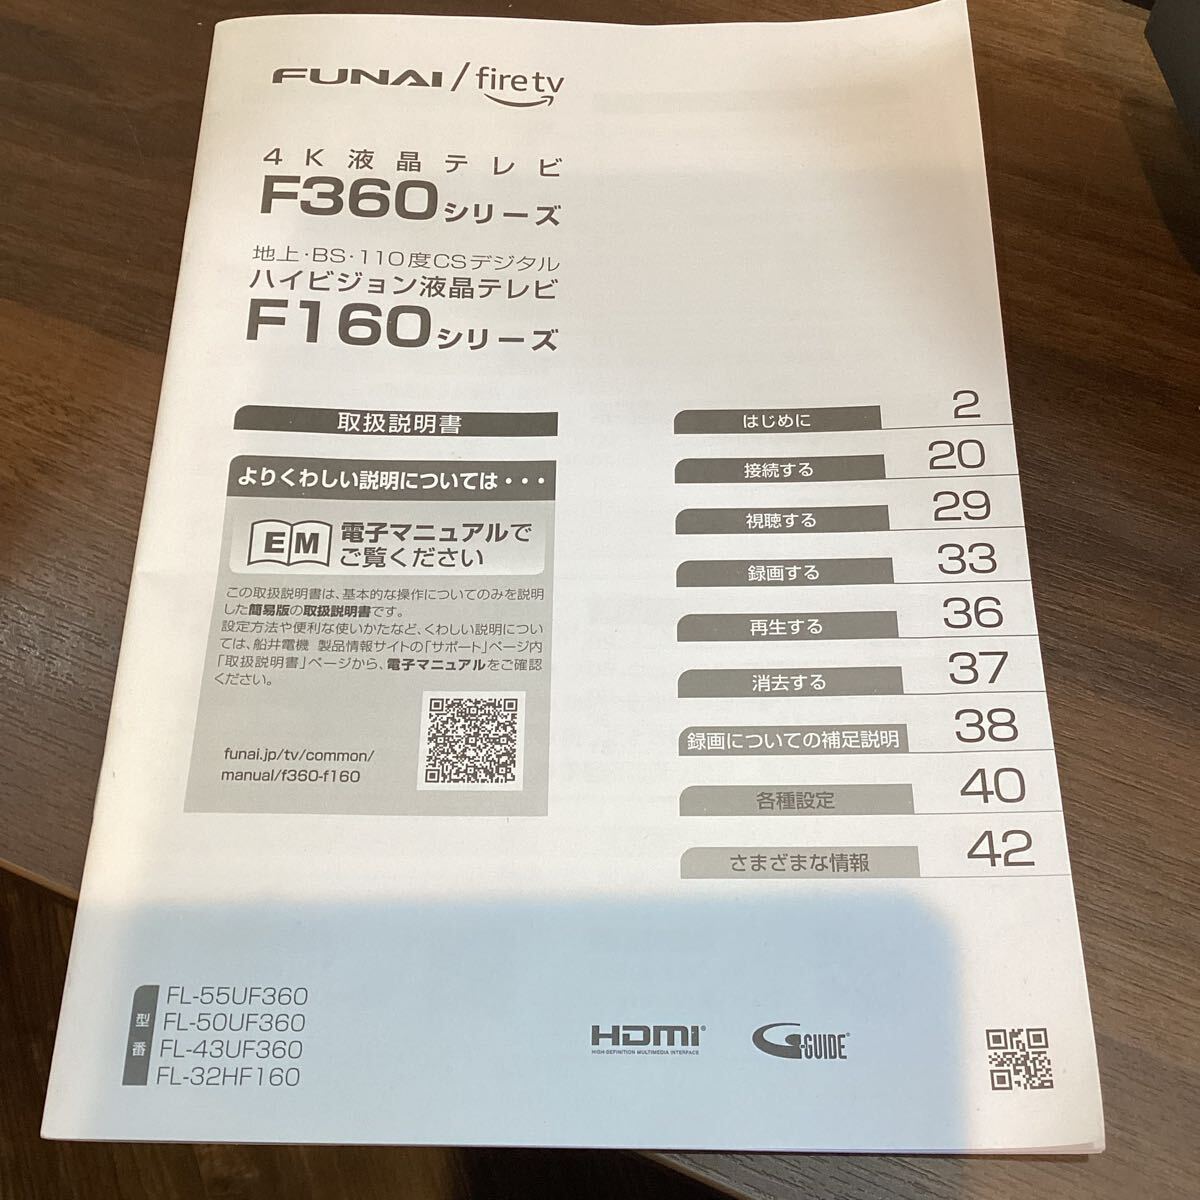 FUNAI / fire tv
4K液晶テレビ
F360シリーズ
地上・BS・110度CSデジタル
ハイビジョン液晶テレビ
F160シリーズ
取扱説明書
よりくわしい説明については・・・
EM
電子マニュアルで
ご覧ください
この取扱説明書は、基本的な操作についてのみを説明
した簡易版の取扱説明書です。
設定方法や便利な使いかたなど、くわしい説明につい
ては、船井電機 製品情報サイトの「サポート」ページ内
「取扱説明書」ページから、電子マニュアルをご確認
ください。
funai.jp/tv/common/
manual/f360-f160
はじめに 2
接続する 20
視聴する 29
録画する 33
再生する 36
消去する 37
録画についての補足説明 38
各種設定 40
さまざまな情報 42
型番
FL-55UF360
FL-50UF360
FL-43UF360
FL-32HF160
HDMI®
HIGH-DEFINITION MULTIMEDIA INTERFACE
G-GUIDE®